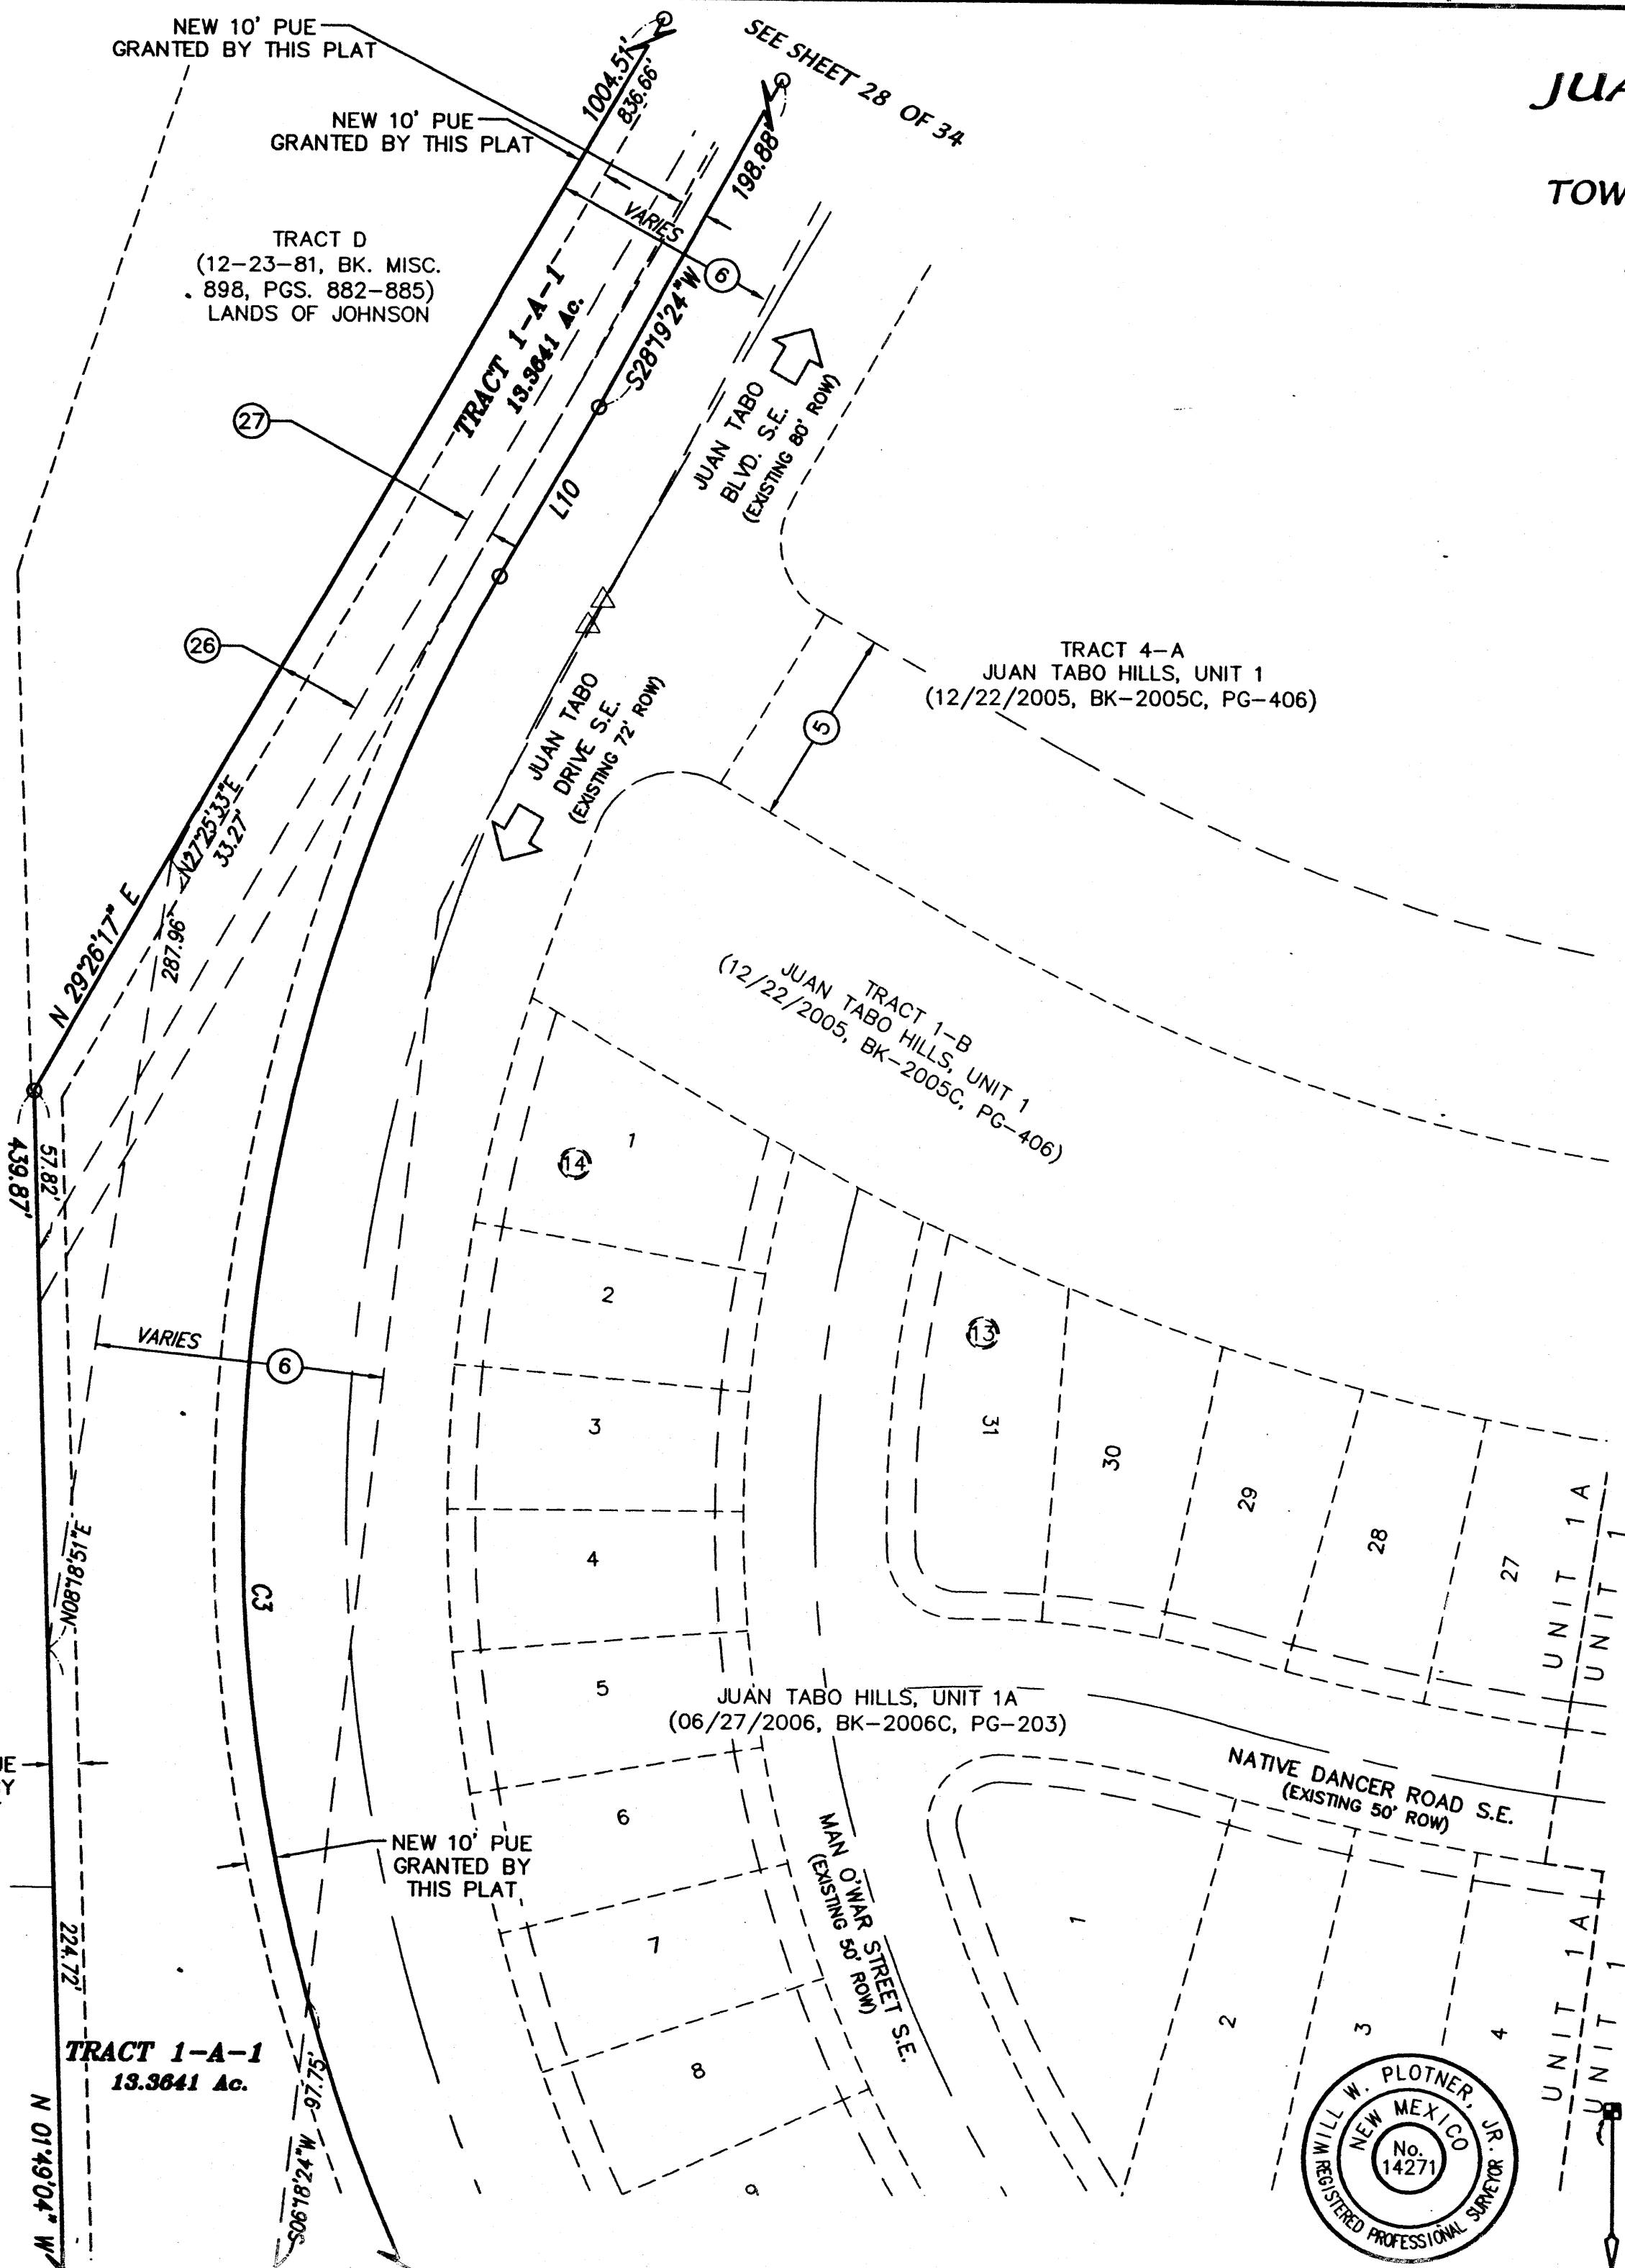 NEW 10' PUE
GRANTED BY THIS PLAT
NEW 10' PUE
GRANTED BY THIS PLAT
1004.51'
836.66'
SEE SHEET 28 OF 34
198.88'
TRACT D
(12-23-81, BK. MISC.
898, PGS. 882-885)
LANDS OF JOHNSON
VARIES
6
S28°19'24"W
TRACT 1-A-1
13.3641 Ac.
27
L10
JUAN TABO
BLVD. S.E.
(EXISTING 80' ROW)
26
TRACT 4-A
JUAN TABO HILLS, UNIT 1
(12/22/2005, BK-2005C, PG-406)
5
JUAN TABO
DRIVE S.E.
(EXISTING 72' ROW)
N27°25'33"E
33.27'
287.96'
N 29°26'17" E
TRACT 1-B
JUAN TABO HILLS, UNIT 1
(12/22/2005, BK-2005C, PG-406)
57.82'
439.87'
1
14
2
VARIES
6
3
13
31
30
29
28
27
UNIT 1A
UNIT 1
4
N08°18'51"E
C3
5
JUAN TABO HILLS, UNIT 1A
(06/27/2006, BK-2006C, PG-203)
NATIVE DANCER ROAD S.E.
(EXISTING 50' ROW)
6
MAN O'WAR STREET S.E.
(EXISTING 50' ROW)
NEW 10' PUE
GRANTED BY
THIS PLAT
7
1
2
3
4
UNIT 1A
UNIT 1
224.72'
TRACT 1-A-1
13.3641 Ac.
8
9
S06°18'24"W
97.75'
N 01°49'04" W
WILL W. PLOTNER, JR.
NEW MEXICO
No.
14271
REGISTERED PROFESSIONAL SURVEYOR